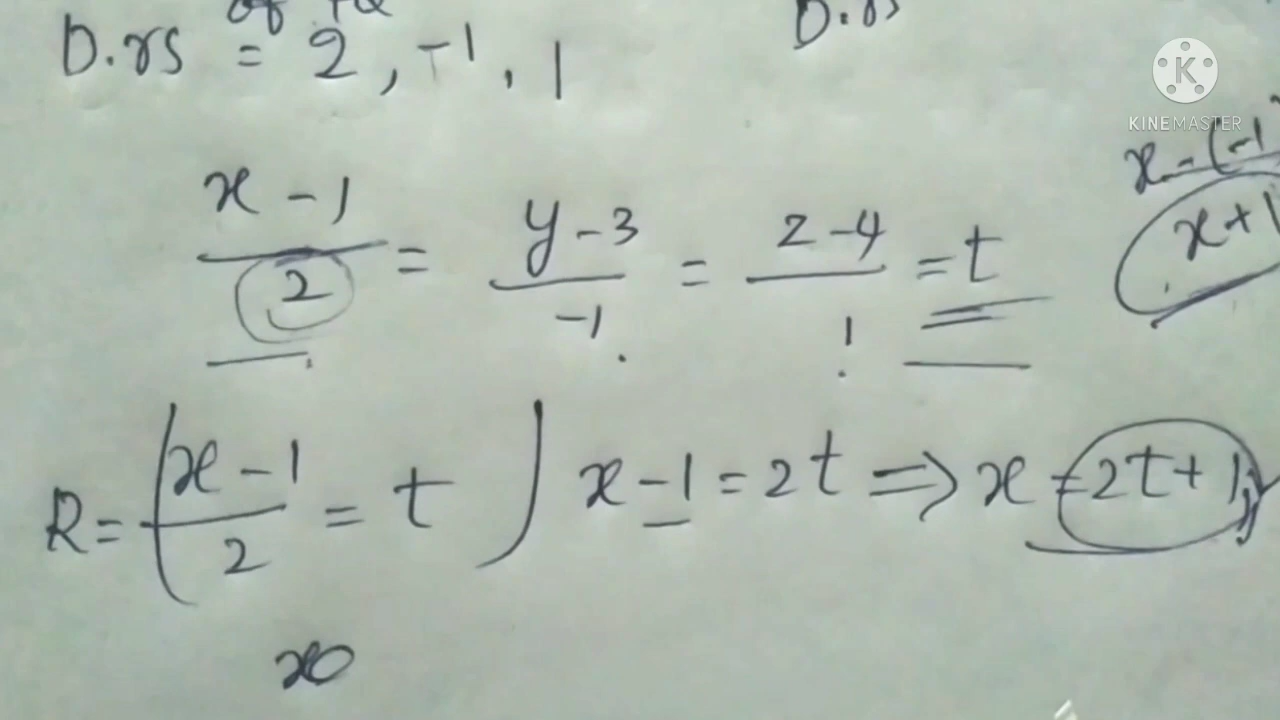 of
D.rs = 2, -1, 1
D.rs
KINEMASTER
x-(-1
x+1
x-1/2 = y-3/-1 = z-4/1 = t
R = (x-1/2 = t) x-1 = 2t => x = 2t+1,
x